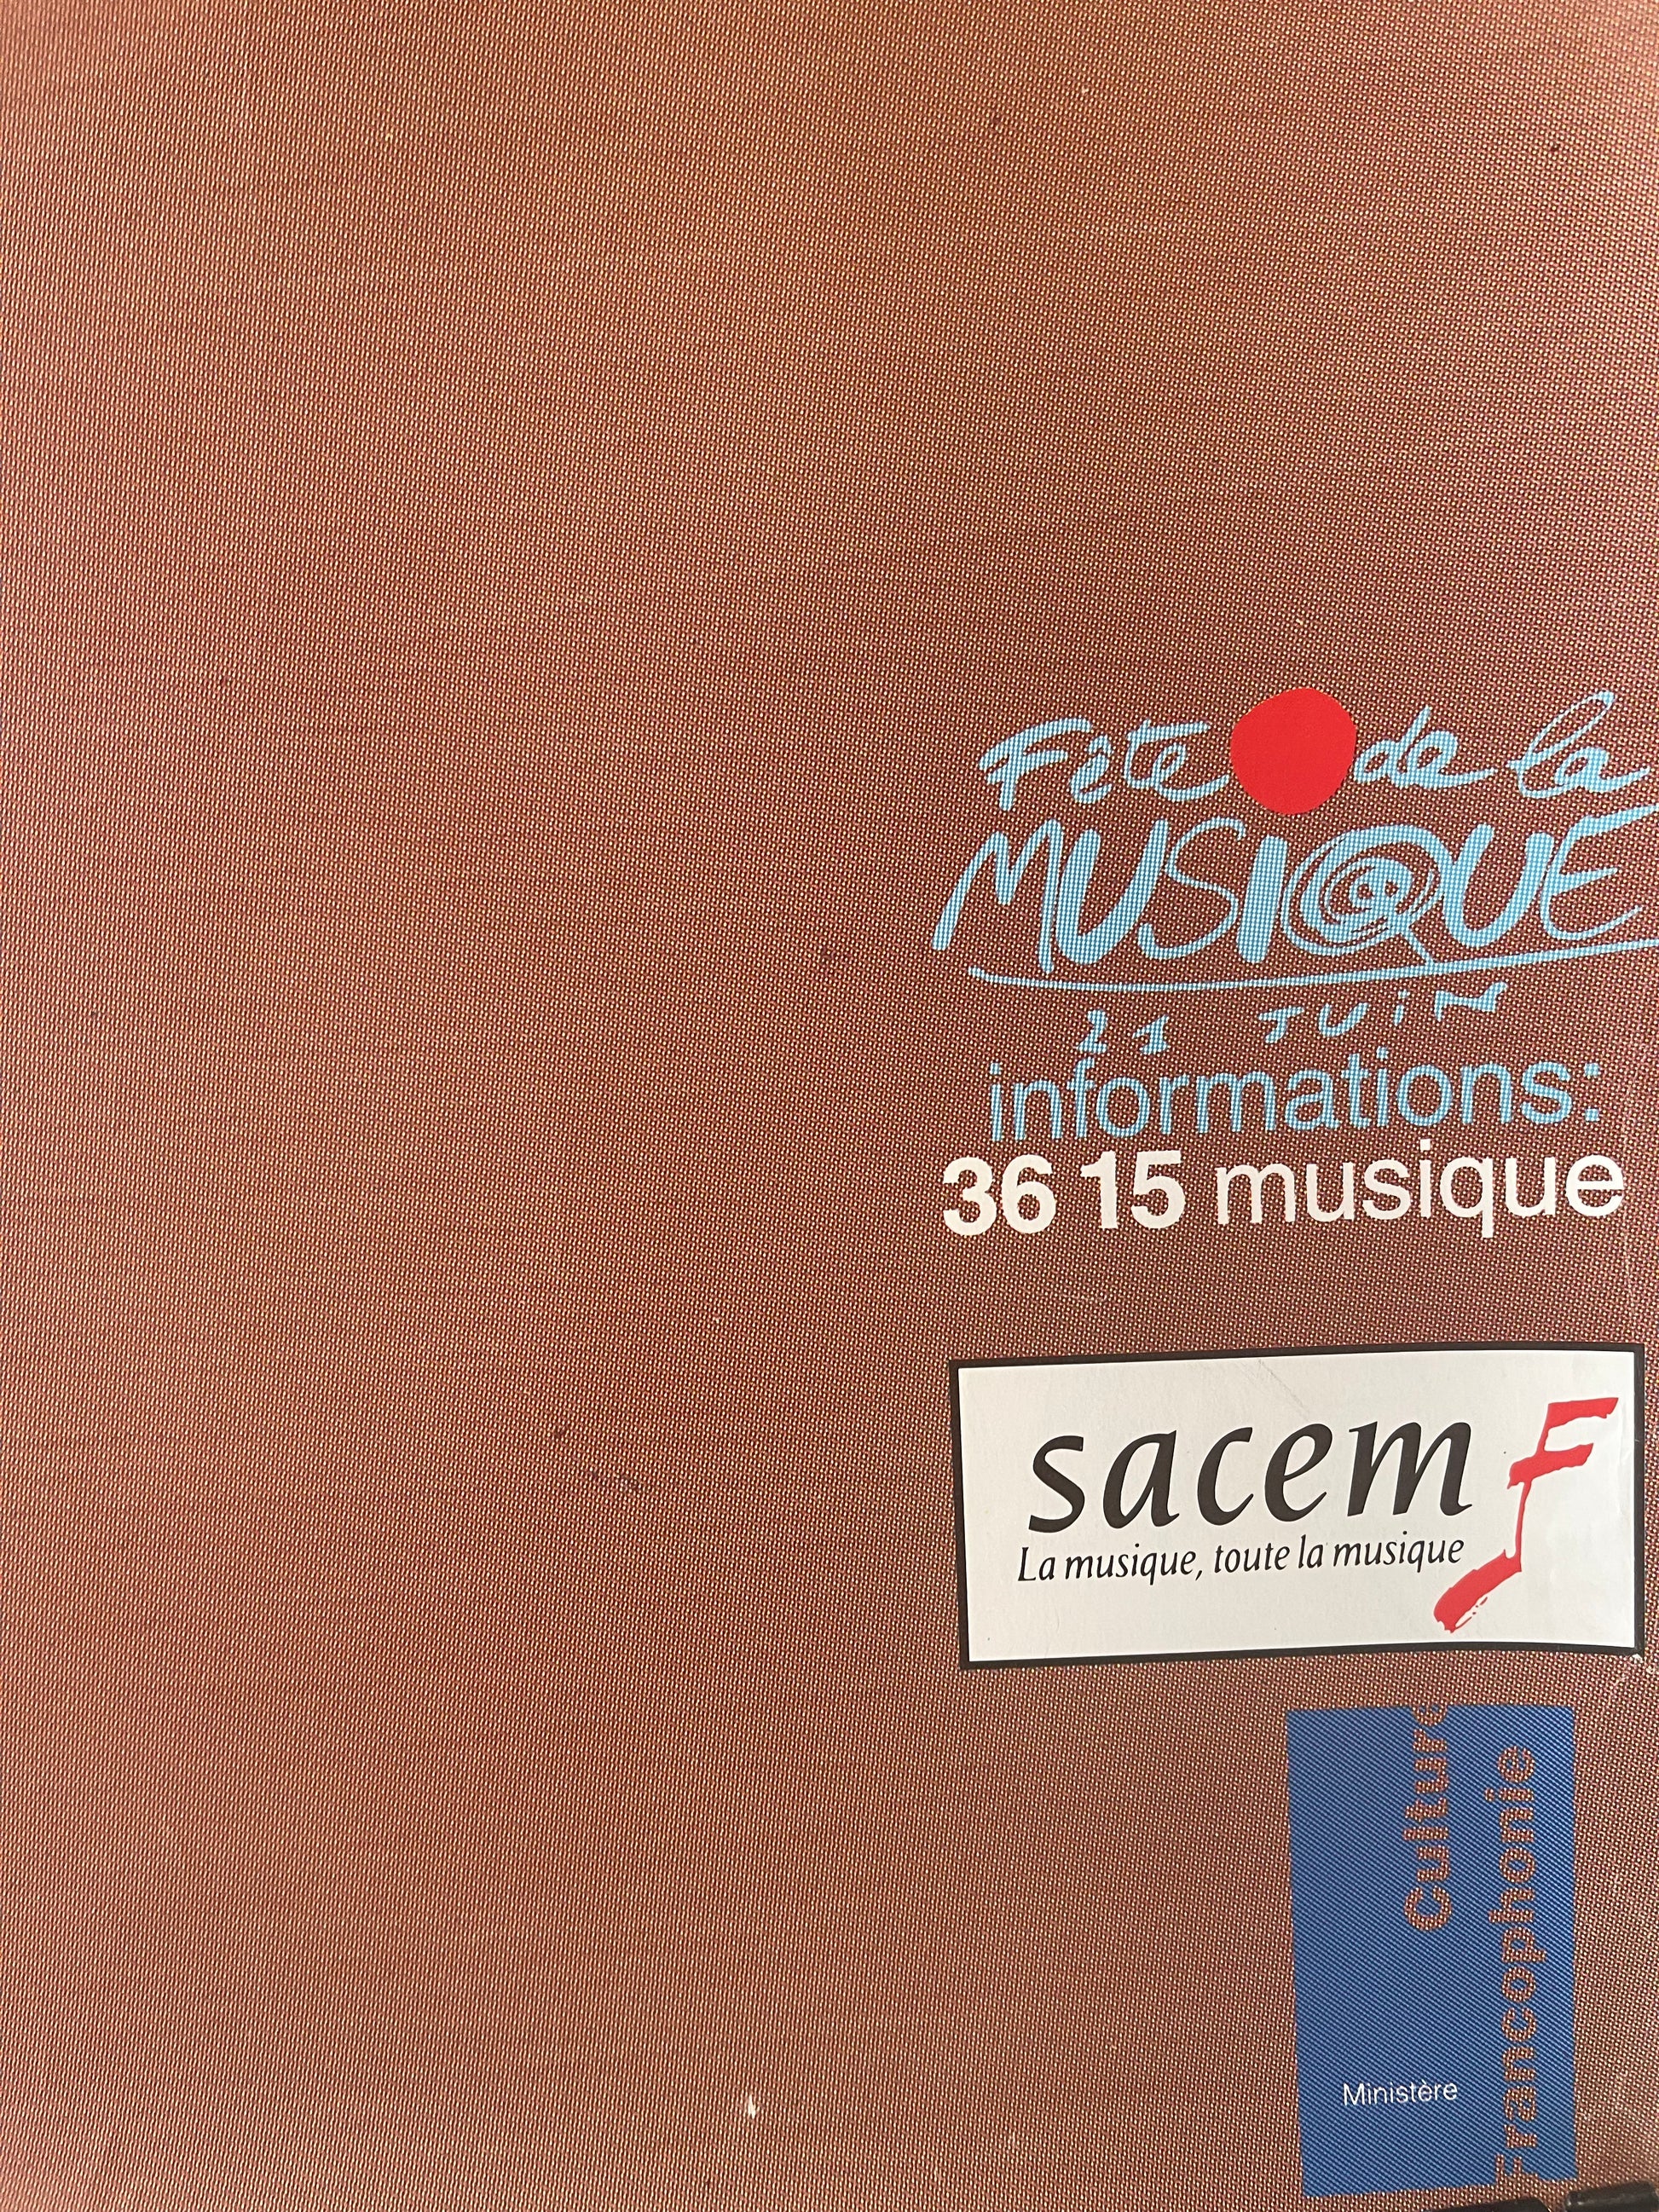 Fête de la
MUSIQUE
21 JUiN
informations:
36 15 musique
sacem
La musique, toute la musique
Culture
Francophonie
Ministère